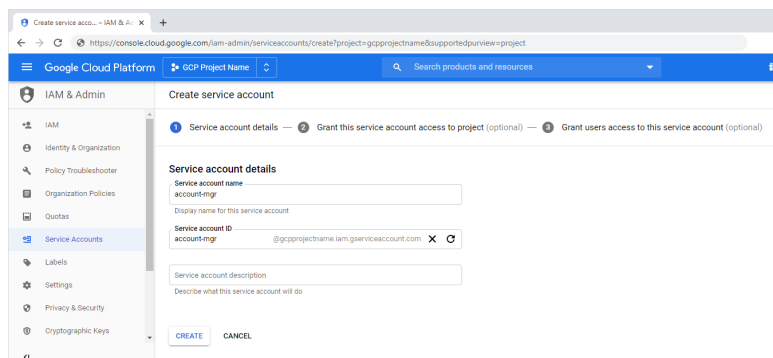 Create service acco... – IAM & Ac
https://console.cloud.google.com/iam-admin/serviceaccounts/create?project=gcpprojectname&supportedpurview=project
Google Cloud Platform
GCP Project Name
Search products and resources
IAM & Admin
Create service account
IAM
Identity & Organization
Policy Troubleshooter
Organization Policies
Quotas
Service Accounts
Labels
Settings
Privacy & Security
Cryptographic Keys
1 Service account details — 2 Grant this service account access to project (optional) — 3 Grant users access to this service account (optional)
Service account details
Service account name
account-mgr
Display name for this service account
Service account ID
account-mgr @gcpprojectname.iam.gserviceaccount.com
Service account description
Describe what this service account will do
CREATE CANCEL